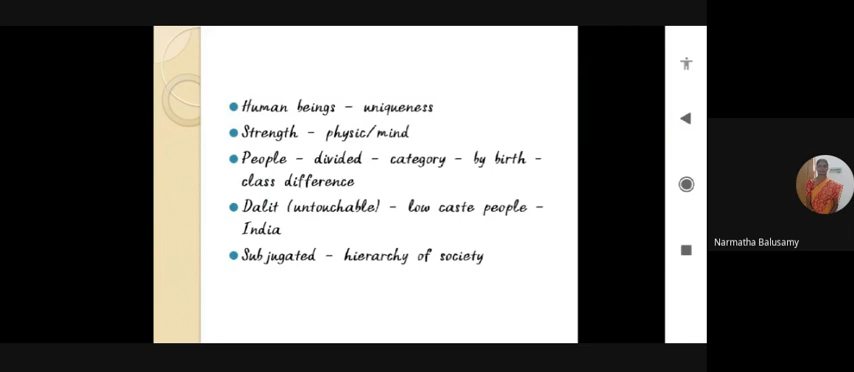 Human beings - uniqueness
Strength - physic/mind
People - divided - category - by birth -
class difference
Dalit (untouchable) - low caste people -
India
Subjugated - hierarchy of society
Narmatha Balusamy